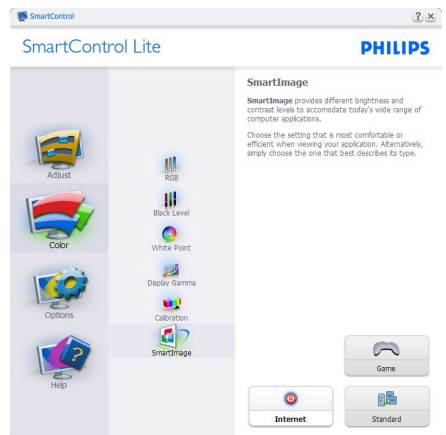 SmartControl
SmartControl Lite
PHILIPS
Adjust
Color
Options
Help
RGB
Black Level
White Point
Display Gamma
Calibration
SmartImage
SmartImage
SmartImage provides different brightness and
contrast levels to accomodate today's wide range of
computer applications.
Choose the setting that is most comfortable or
efficient when viewing your application. Alternatively,
simply choose the one that best describes its type.
Game
Internet
Standard